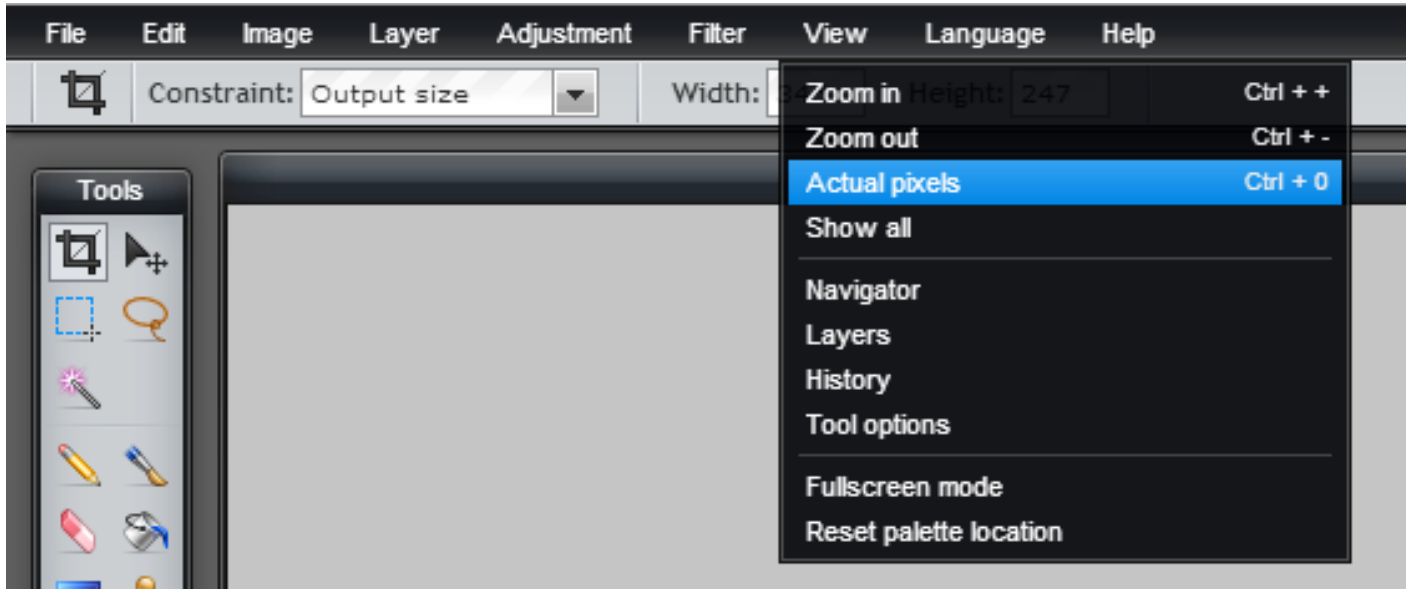 File Edit Image Layer Adjustment Filter View Language Help
Constraint: Output size Width: Height: 247
Zoom in Ctrl + +
Zoom out Ctrl + -
Tools
Actual pixels Ctrl + 0
Show all
Navigator
Layers
History
Tool options
Fullscreen mode
Reset palette location